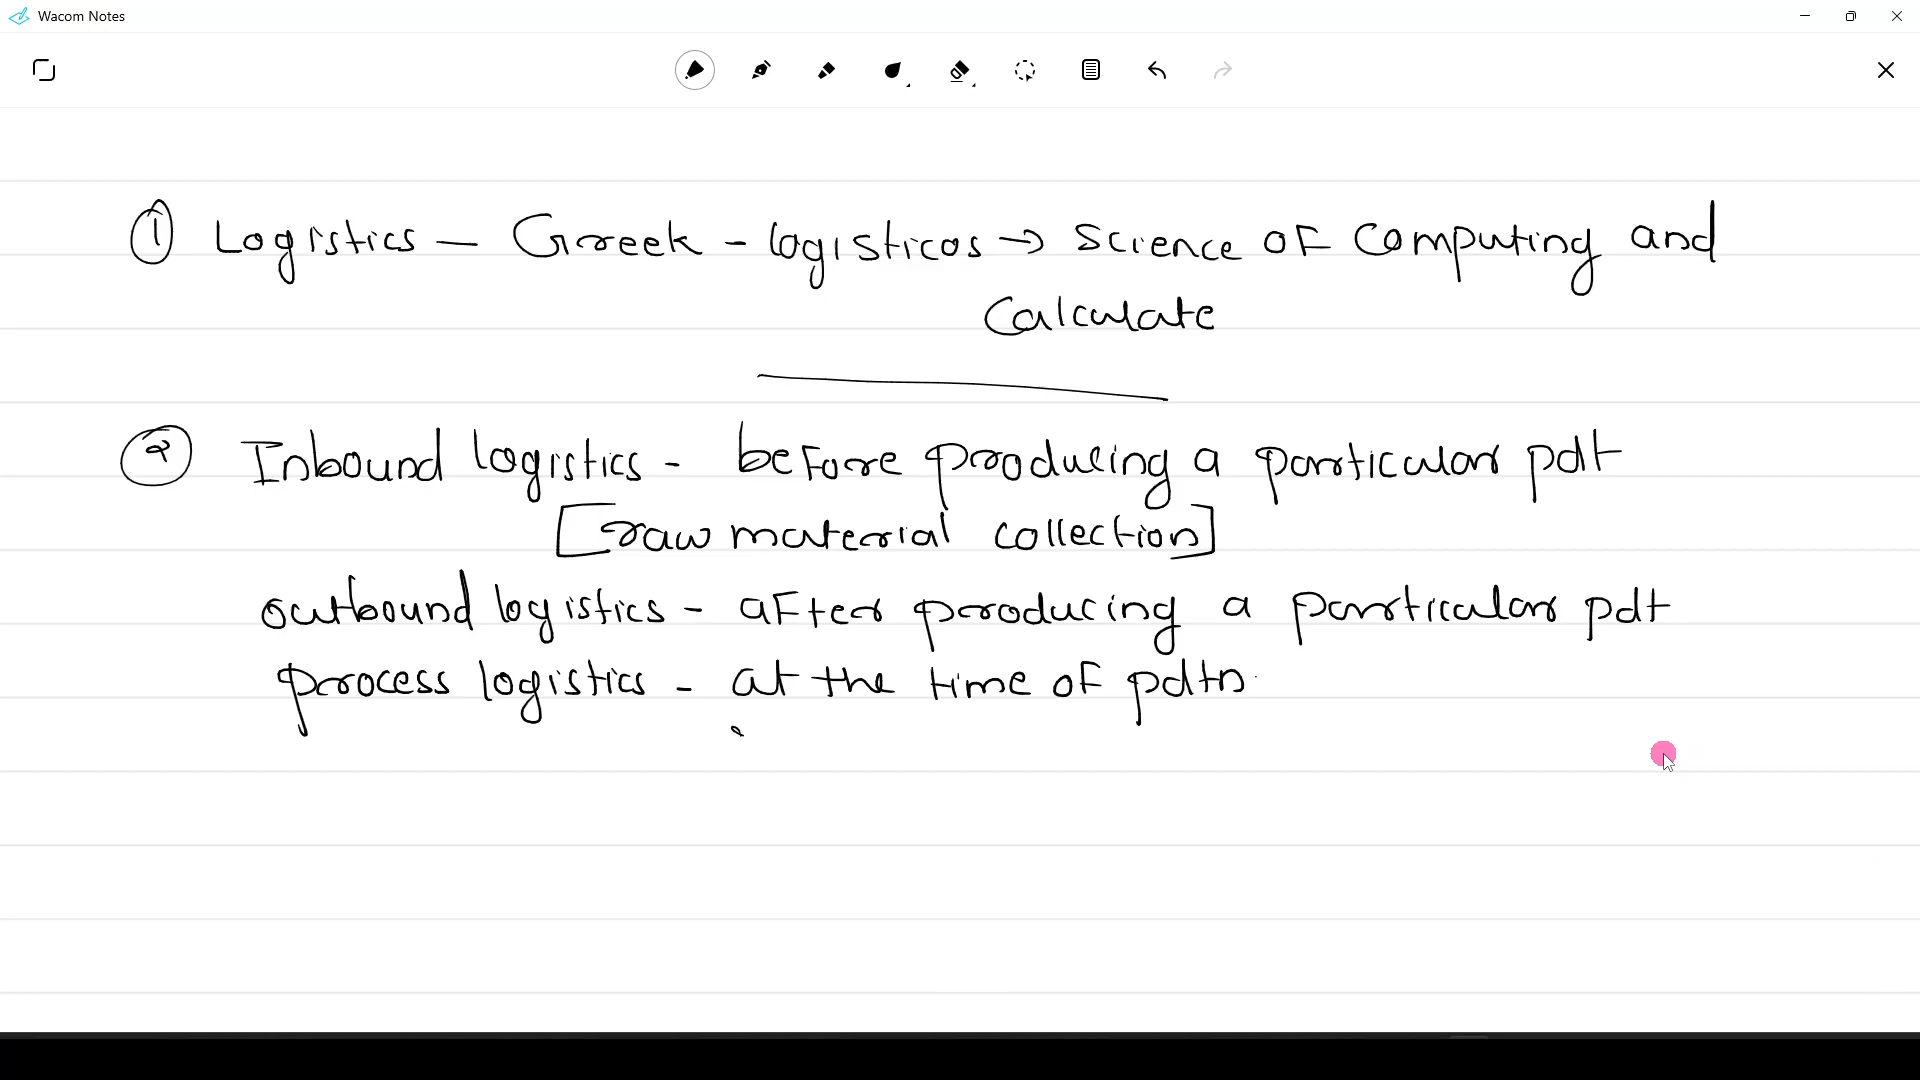 Wacom Notes
① Logistics – Greek - logisticos → Science of Computing and
Calculate
② Inbound logistics - before producing a particular pdt
[raw material collection]
outbound logistics - after producing a particular pdt
process logistics - at the time of pdtn.